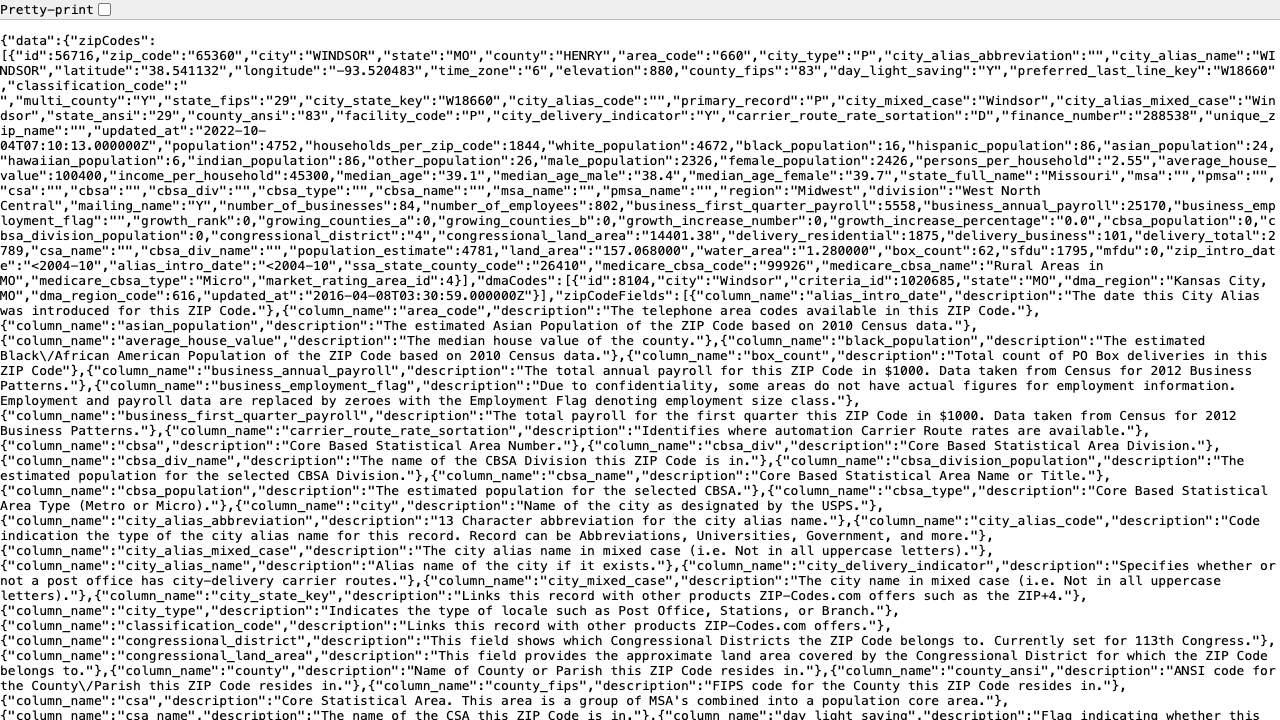 Pretty-print
{"data":{"zipCodes":
[{"id":56716,"zip_code":"65360","city":"WINDSOR","state":"MO","county":"HENRY","area_code":"660","city_type":"P","city_alias_abbreviation":"","city_alias_name":"WI
NDSOR","latitude":"38.541132","longitude":"-93.520483","time_zone":"6","elevation":880,"county_fips":"83","day_light_saving":"Y","preferred_last_line_key":"W18660"
,"classification_code":"
","multi_county":"Y","state_fips":"29","city_state_key":"W18660","city_alias_code":"","primary_record":"P","city_mixed_case":"Windsor","city_alias_mixed_case":"Win
dsor","state_ansi":"29","county_ansi":"83","facility_code":"P","city_delivery_indicator":"Y","carrier_route_rate_sortation":"D","finance_number":"288538","unique_z
ip_name":"","updated_at":"2022-10-
04T07:10:13.000000Z","population":4752,"households_per_zip_code":1844,"white_population":4672,"black_population":16,"hispanic_population":86,"asian_population":24,
"hawaiian_population":6,"indian_population":86,"other_population":26,"male_population":2326,"female_population":2426,"persons_per_household":"2.55","average_house_
value":100400,"income_per_household":45300,"median_age":"39.1","median_age_male":"38.4","median_age_female":"39.7","state_full_name":"Missouri","msa":"","pmsa":"",
"csa":"","cbsa":"","cbsa_div":"","cbsa_type":"","cbsa_name":"","msa_name":"","pmsa_name":"","region":"Midwest","division":"West North
Central","mailing_name":"Y","number_of_businesses":84,"number_of_employees":802,"business_first_quarter_payroll":5558,"business_annual_payroll":25170,"business_emp
loyment_flag":"","growth_rank":0,"growing_counties_a":0,"growing_counties_b":0,"growth_increase_number":0,"growth_increase_percentage":"0.0","cbsa_population":0,"c
bsa_division_population":0,"congressional_district":"4","congressional_land_area":"14401.38","delivery_residential":1875,"delivery_business":101,"delivery_total":2
789,"csa_name":"","cbsa_div_name":"","population_estimate":4781,"land_area":"157.068000","water_area":"1.280000","box_count":62,"sfdu":1795,"mfdu":0,"zip_intro_dat
e":"<2004-10","alias_intro_date":"<2004-10","ssa_state_county_code":"26410","medicare_cbsa_code":"99926","medicare_cbsa_name":"Rural Areas in
MO","medicare_cbsa_type":"Micro","market_rating_area_id":4}],"dmaCodes":[{"id":8104,"city":"Windsor","criteria_id":1020685,"state":"MO","dma_region":"Kansas City,
MO","dma_region_code":616,"updated_at":"2016-04-08T03:30:59.000000Z"}],"zipCodeFields":[{"column_name":"alias_intro_date","description":"The date this City Alias
was introduced for this ZIP Code."},{"column_name":"area_code","description":"The telephone area codes available in this ZIP Code."},
{"column_name":"asian_population","description":"The estimated Asian Population of the ZIP Code based on 2010 Census data."},
{"column_name":"average_house_value","description":"The median house value of the county."},{"column_name":"black_population","description":"The estimated
Black\/African American Population of the ZIP Code based on 2010 Census data."},{"column_name":"box_count","description":"Total count of PO Box deliveries in this
ZIP Code"},{"column_name":"business_annual_payroll","description":"The total annual payroll for this ZIP Code in $1000. Data taken from Census for 2012 Business
Patterns."},{"column_name":"business_employment_flag","description":"Due to confidentiality, some areas do not have actual figures for employment information.
Employment and payroll data are replaced by zeroes with the Employment Flag denoting employment size class."},
{"column_name":"business_first_quarter_payroll","description":"The total payroll for the first quarter this ZIP Code in $1000. Data taken from Census for 2012
Business Patterns."},{"column_name":"carrier_route_rate_sortation","description":"Identifies where automation Carrier Route rates are available."},
{"column_name":"cbsa","description":"Core Based Statistical Area Number."},{"column_name":"cbsa_div","description":"Core Based Statistical Area Division."},
{"column_name":"cbsa_div_name","description":"The name of the CBSA Division this ZIP Code is in."},{"column_name":"cbsa_division_population","description":"The
estimated population for the selected CBSA Division."},{"column_name":"cbsa_name","description":"Core Based Statistical Area Name or Title."},
{"column_name":"cbsa_population","description":"The estimated population for the selected CBSA."},{"column_name":"cbsa_type","description":"Core Based Statistical
Area Type (Metro or Micro)."},{"column_name":"city","description":"Name of the city as designated by the USPS."},
{"column_name":"city_alias_abbreviation","description":"13 Character abbreviation for the city alias name."},{"column_name":"city_alias_code","description":"Code
indication the type of the city alias name for this record. Record can be Abbreviations, Universities, Government, and more."},
{"column_name":"city_alias_mixed_case","description":"The city alias name in mixed case (i.e. Not in all uppercase letters)."},
{"column_name":"city_alias_name","description":"Alias name of the city if it exists."},{"column_name":"city_delivery_indicator","description":"Specifies whether or
not a post office has city-delivery carrier routes."},{"column_name":"city_mixed_case","description":"The city name in mixed case (i.e. Not in all uppercase
letters)."},{"column_name":"city_state_key","description":"Links this record with other products ZIP-Codes.com offers such as the ZIP+4."},
{"column_name":"city_type","description":"Indicates the type of locale such as Post Office, Stations, or Branch."},
{"column_name":"classification_code","description":"Links this record with other products ZIP-Codes.com offers."},
{"column_name":"congressional_district","description":"This field shows which Congressional Districts the ZIP Code belongs to. Currently set for 113th Congress."},
{"column_name":"congressional_land_area","description":"This field provides the approximate land area covered by the Congressional District for which the ZIP Code
belongs to."},{"column_name":"county","description":"Name of County or Parish this ZIP Code resides in."},{"column_name":"county_ansi","description":"ANSI code for
the County\/Parish this ZIP Code resides in."},{"column_name":"county_fips","description":"FIPS code for the County this ZIP Code resides in."},
{"column_name":"csa","description":"Core Statistical Area. This area is a group of MSA's combined into a population core area."},
{"column_name":"csa_name","description":"The name of the CSA this ZIP Code is in."},{"column_name":"day_light_saving","description":"Flag indicating whether this